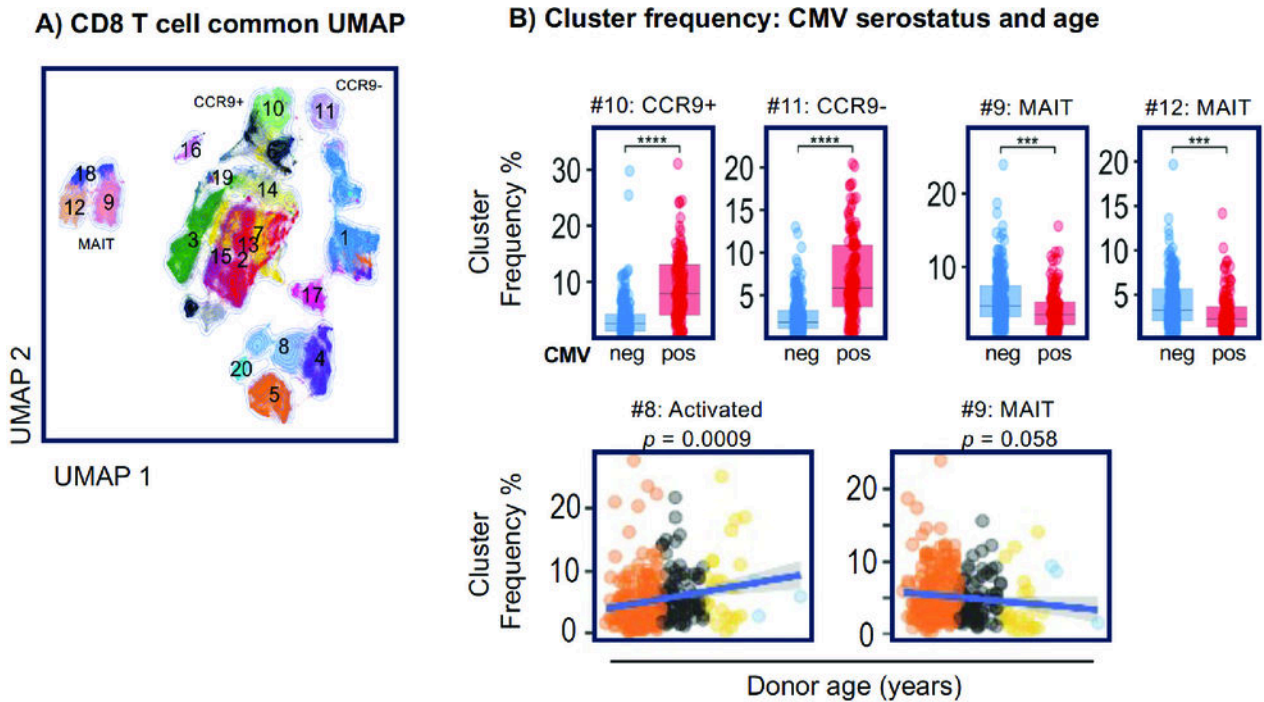 A) CD8 T cell common UMAP
CCR9+
CCR9-
10
11
16
6
18
19
14
12
9
MAIT
3
7
13
15
2
1
17
8
4
20
5
UMAP 2
UMAP 1
B) Cluster frequency: CMV serostatus and age
#10: CCR9+
#11: CCR9-
#9: MAIT
#12: MAIT
Cluster
Frequency %
30
20
10
****
20
15
10
5
****
20
10
***
20
15
10
5
***
CMV
neg pos
neg pos
neg pos
neg pos
#8: Activated
p = 0.0009
#9: MAIT
p = 0.058
Cluster
Frequency %
20
10
0
20
15
10
5
0
Donor age (years)